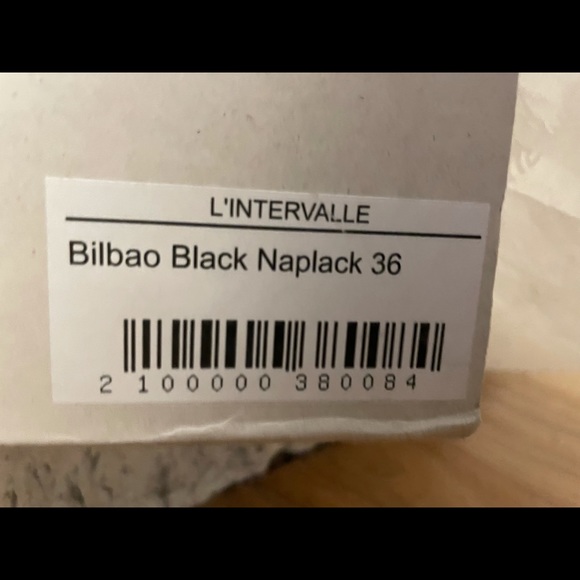 L'INTERVALLE
Bilbao Black Naplack 36
2 100000 380084